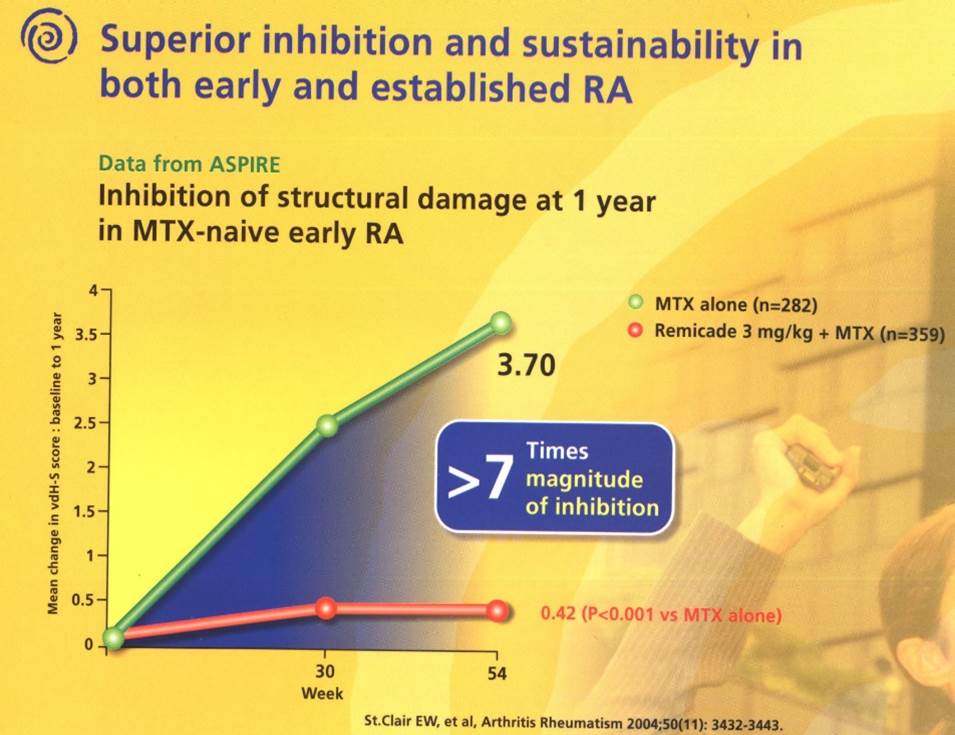 Superior inhibition and sustainability in
both early and established RA
Data from ASPIRE
Inhibition of structural damage at 1 year
in MTX-naive early RA
Mean change in vdH-S score : baseline to 1 year
4
3.5
3
2.5
2
1.5
1
0.5
0
MTX alone (n=282)
Remicade 3 mg/kg + MTX (n=359)
3.70
>7 Times
magnitude
of inhibition
0.42 (P<0.001 vs MTX alone)
30
54
Week
St.Clair EW, et al, Arthritis Rheumatism 2004;50(11): 3432-3443.